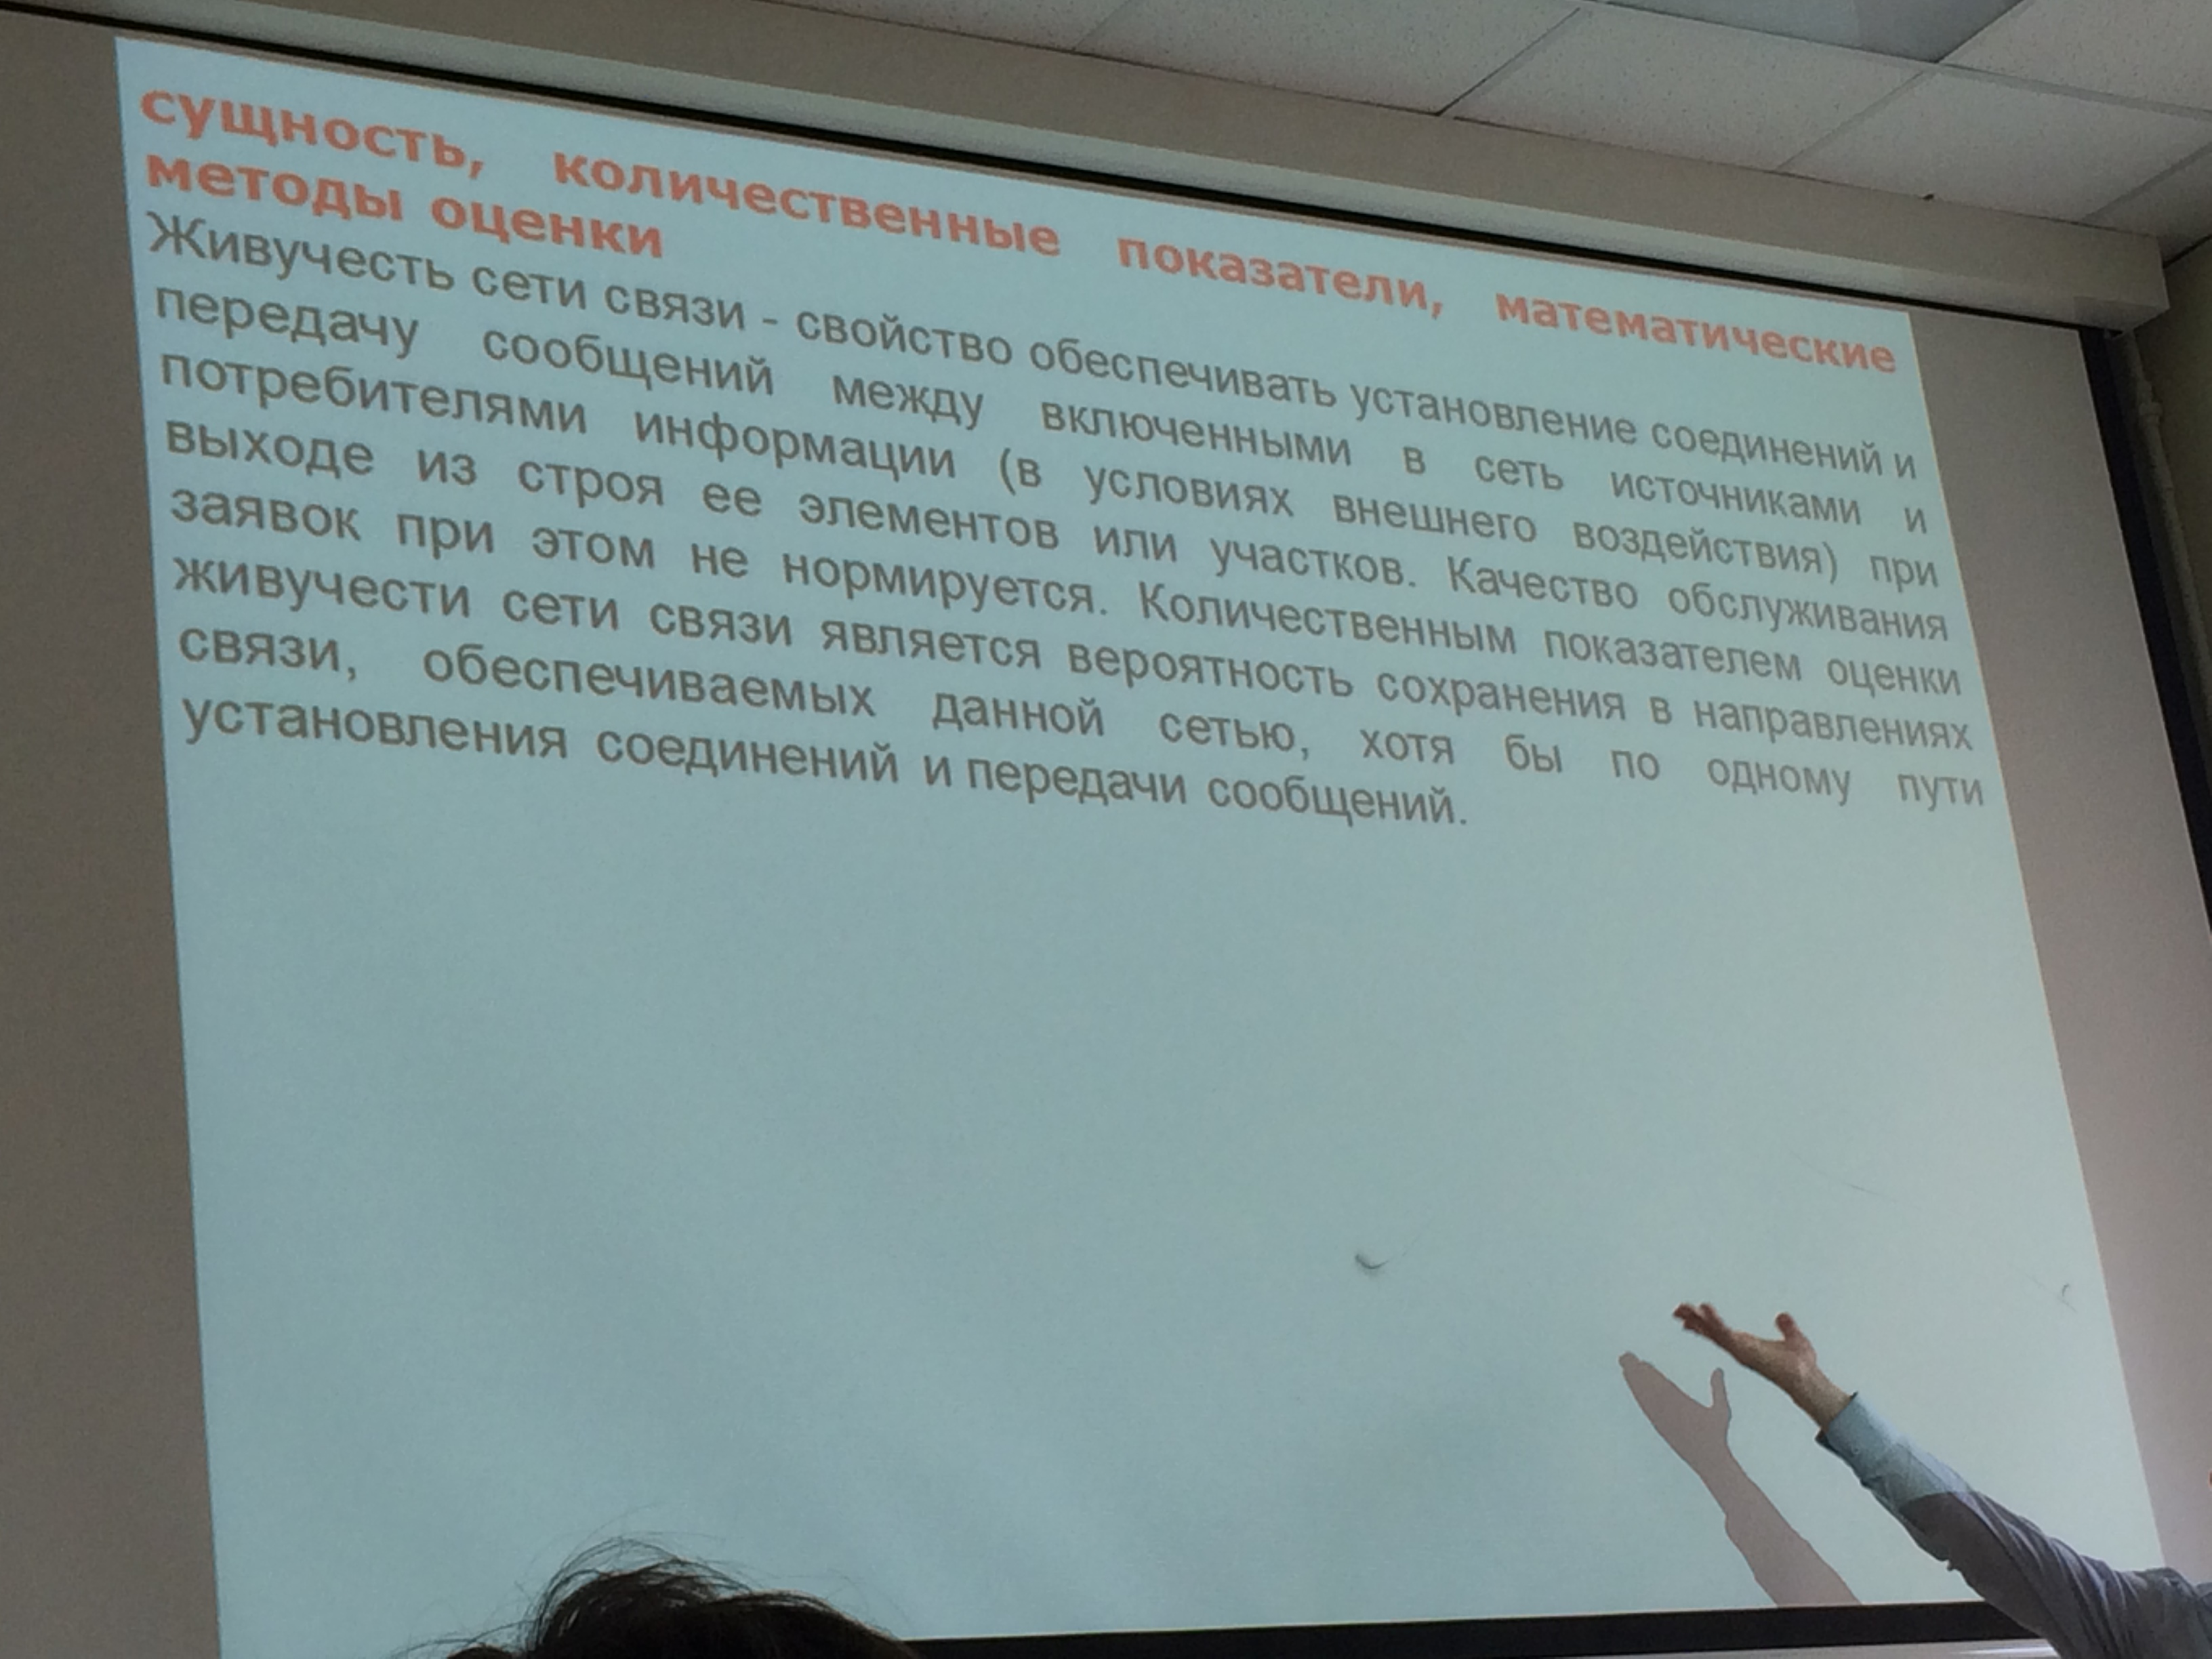 сущность, количественные показатели, математические
методы оценки
Живучесть сети связи - свойство обеспечивать установление соединений и
передачу сообщений между включенными в сеть источниками и
потребителями информации (в условиях внешнего воздействия) при
выходе из строя ее элементов или участков. Качество обслуживания
заявок при этом не нормируется. Количественным показателем оценки
живучести сети связи является вероятность сохранения в направлениях
связи, обеспечиваемых данной сетью, хотя бы по одному пути
установления соединений и передачи сообщений.